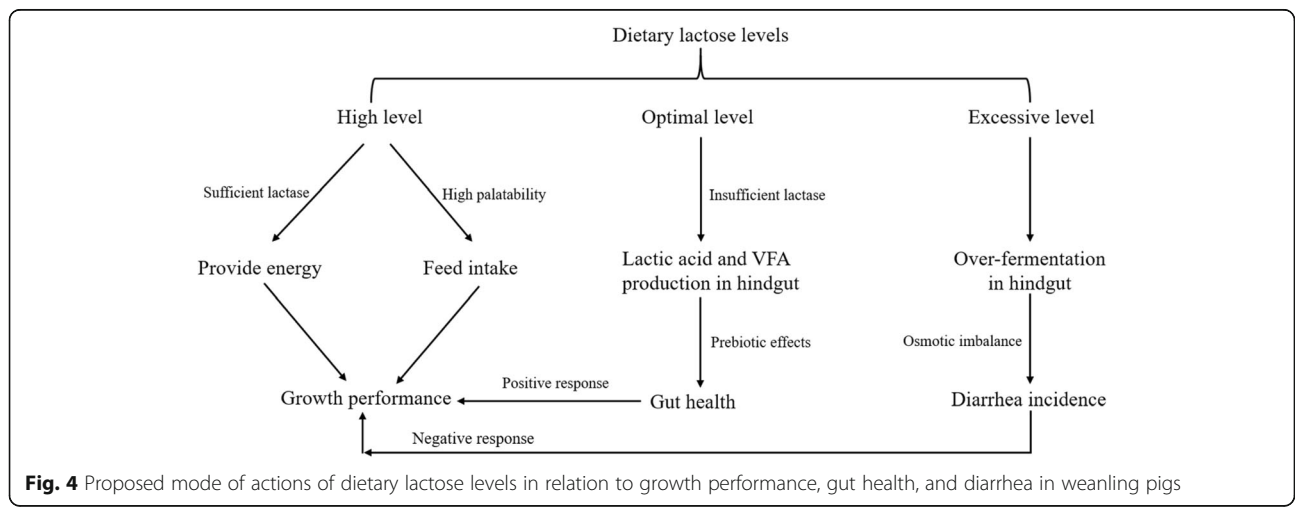 Dietary lactose levels
High level
Optimal level
Excessive level
Sufficient lactase
High palatability
Insufficient lactase
Provide energy
Feed intake
Lactic acid and VFA
production in hindgut
Over-fermentation
in hindgut
Prebiotic effects
Osmotic imbalance
Growth performance
Positive response
Gut health
Diarrhea incidence
Negative response
Fig. 4 Proposed mode of actions of dietary lactose levels in relation to growth performance, gut health, and diarrhea in weanling pigs